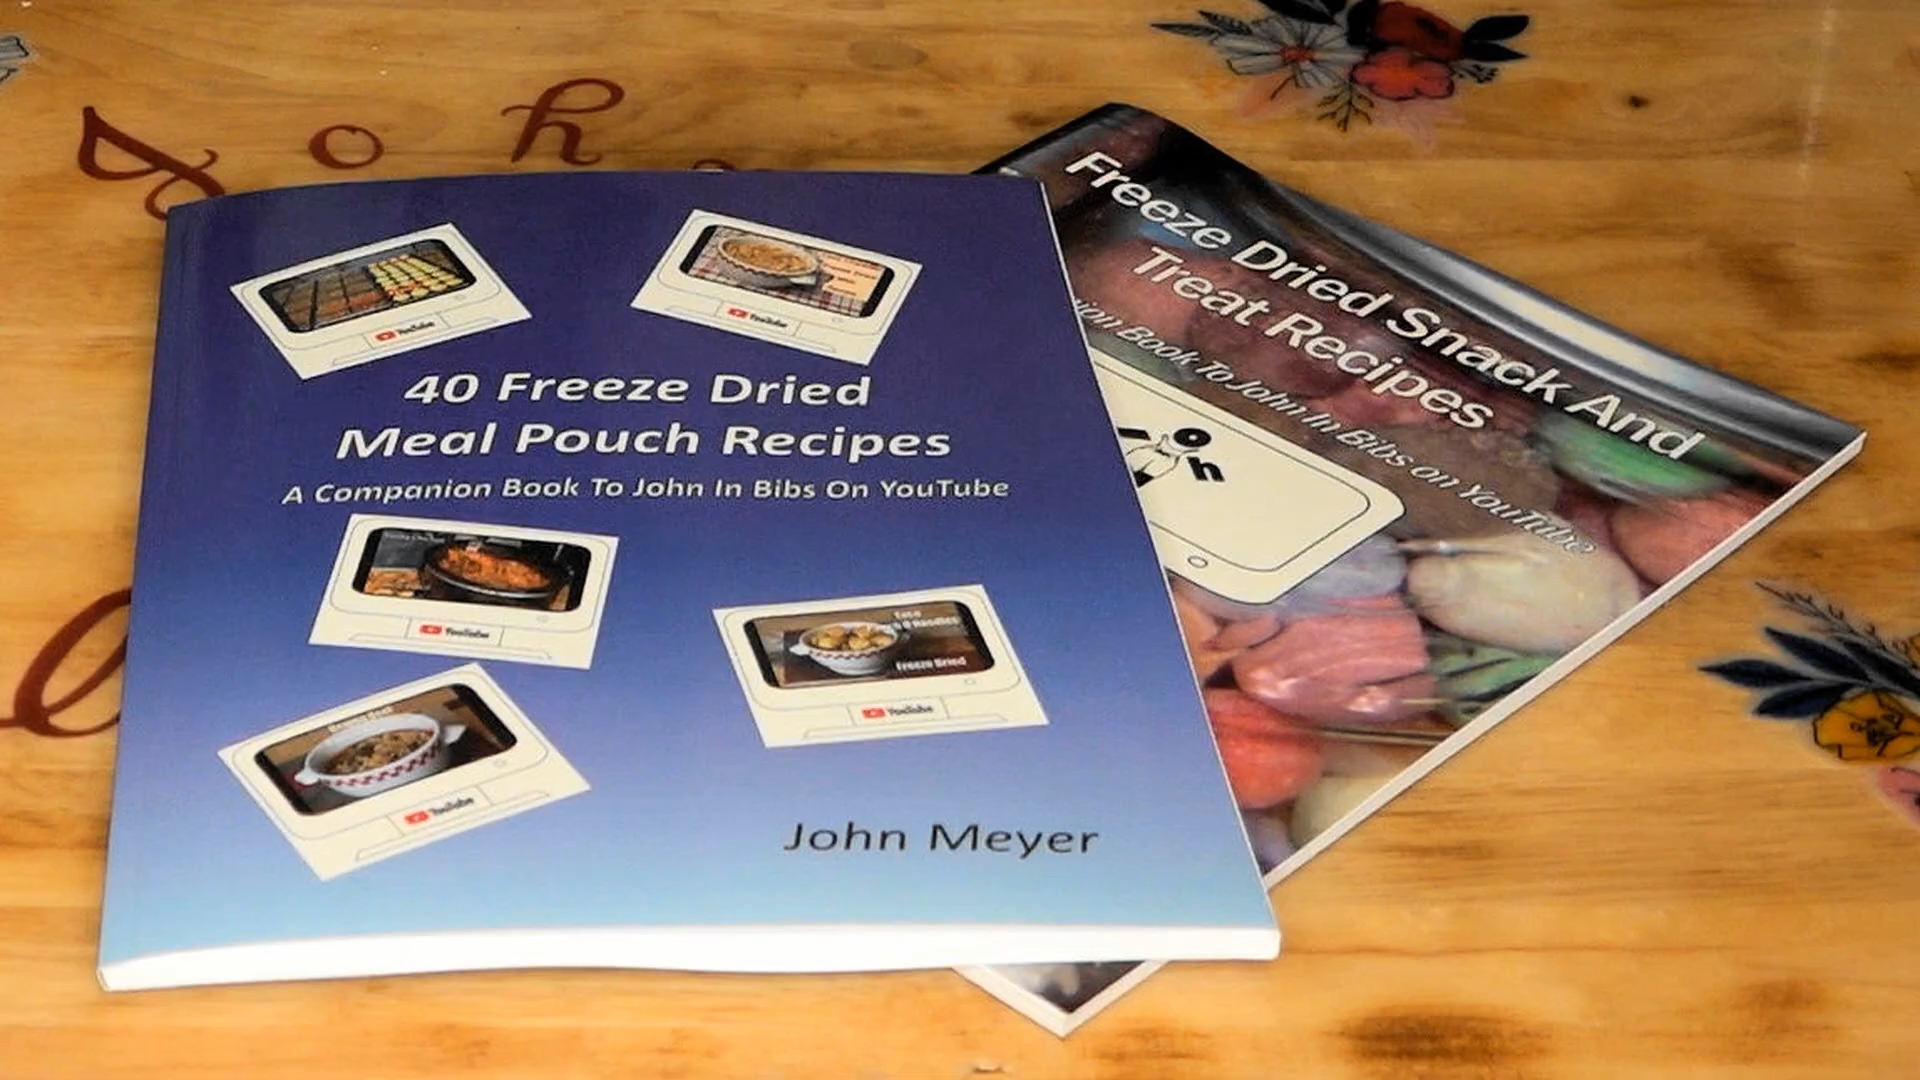 J o h
40 Freeze Dried
Meal Pouch Recipes
A Companion Book To John In Bibs On YouTube
YouTube
YouTube
YouTube
YouTube
Freeze Dried
YouTube
John Meyer
Freeze Dried Snack And
Treat Recipes
Book To John In Bibs on YouTube
o
h